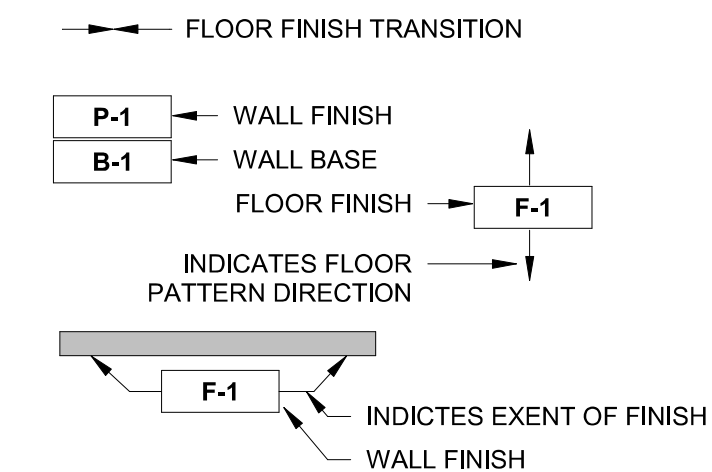 FLOOR FINISH TRANSITION
P-1
WALL FINISH
B-1
WALL BASE
FLOOR FINISH
F-1
INDICATES FLOOR
PATTERN DIRECTION
F-1
INDICTES EXENT OF FINISH
WALL FINISH